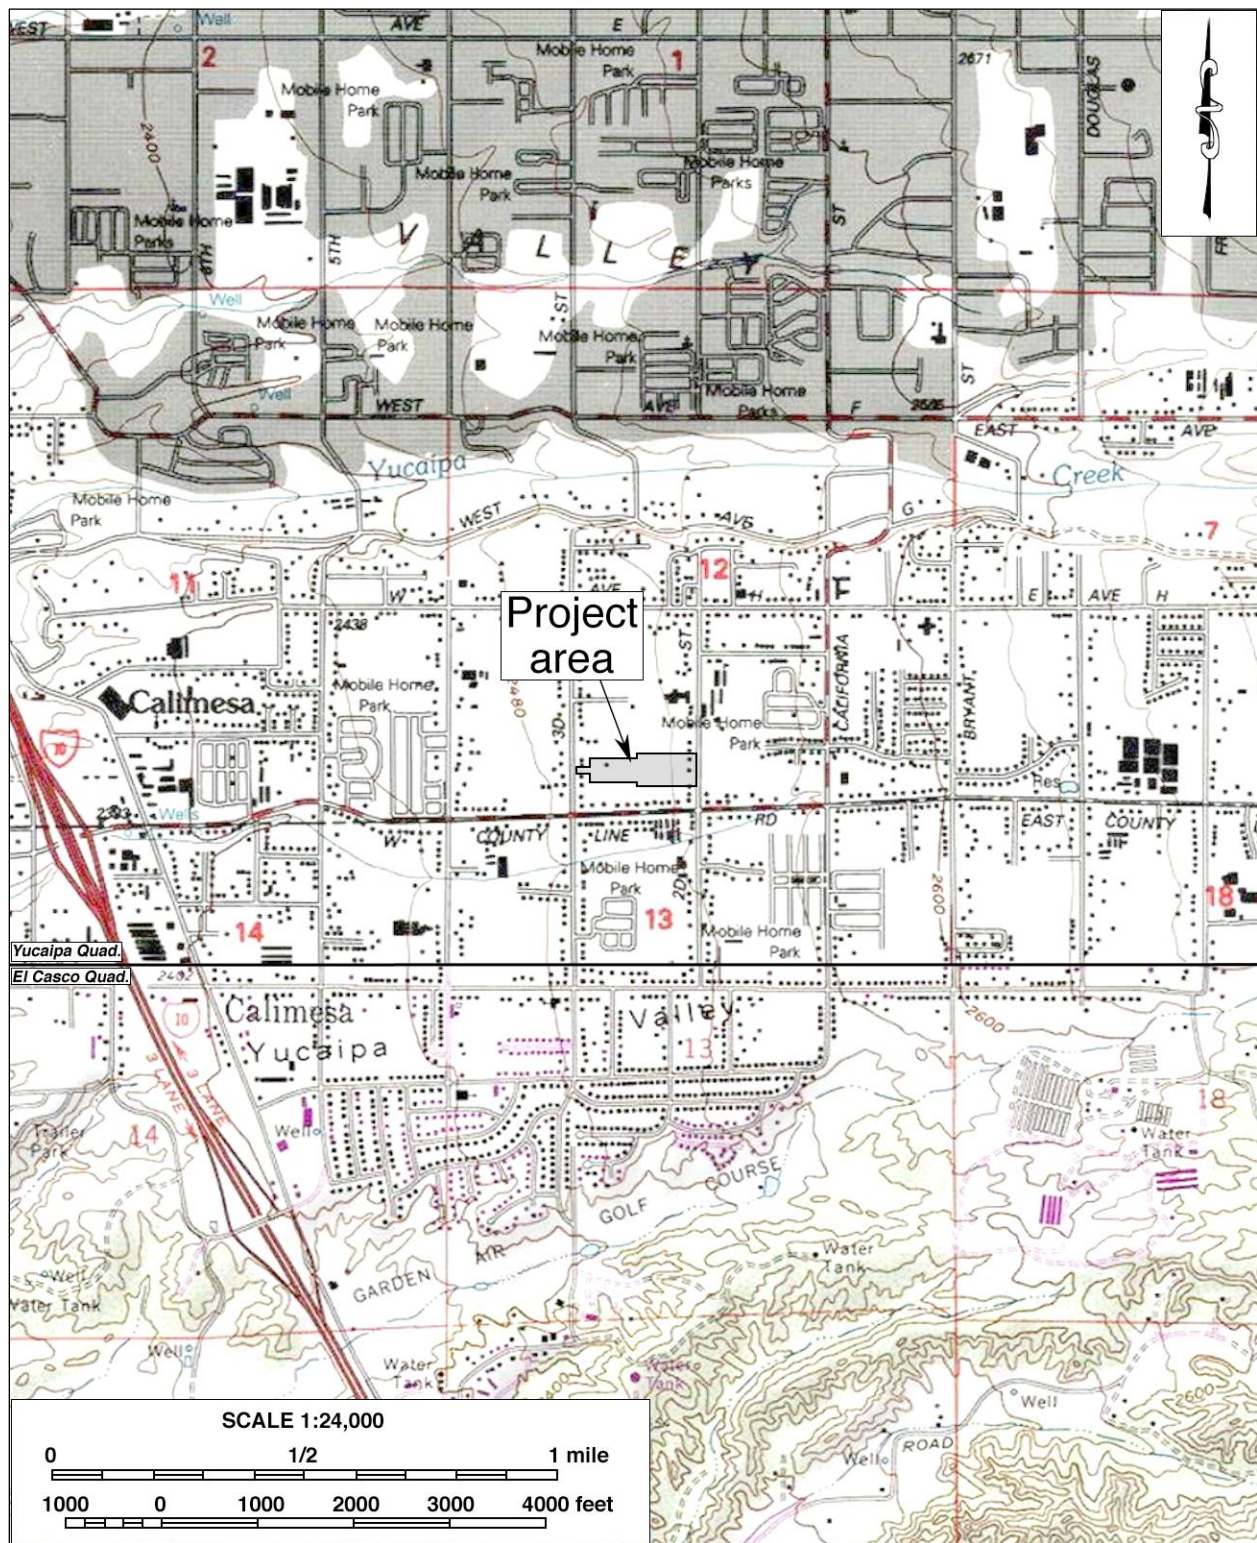 WEST
Well
AVE
E
2
Mobile Home
Park
1
2671
DOUGLAS
Mobile Home
Park
2400
Mobile Home
Park
Mobile Home
Parks
Mobile Home
Parks
6TH
5TH
V
A
L
L
E
Y
ST
FR
Well
Mobile Home
Park
Mobile Home
Park
ST
Mobile Home
Park
Well
WEST
AVE
Mobile Home
Parks
F
ST
EAST
AVE
Yucaipa
Creek
Mobile Home
Park
WEST
AVE
G
7
11
12
W
AVE
H
E
AVE
H
2438
Project
area
ST
CALIFORNIA
BRYANT
Calimesa
Mobile Home
Park
2480
3D
Mobile Home
Park
10
Res
2393
Wells
W
COUNTY
LINE
RD
EAST
COUNTY
Mobile Home
Park
2D
2600
14
13
18
Mobile Home
Park
Yucaipa Quad.
El Casco Quad.
2402
10
Calimesa
Yucaipa
Valley
13
2600
3 LANE
3 LANE
14
Trailer
Park
Well
18
Water
Tank
GOLF
COURSE
GARDEN
AIR
Water
Tank
Well
Water Tank
Well
Water
Tank
Water
Tank
2600
Well
Well
ROAD
SCALE 1:24,000
0 1/2 1 mile
1000 0 1000 2000 3000 4000 feet